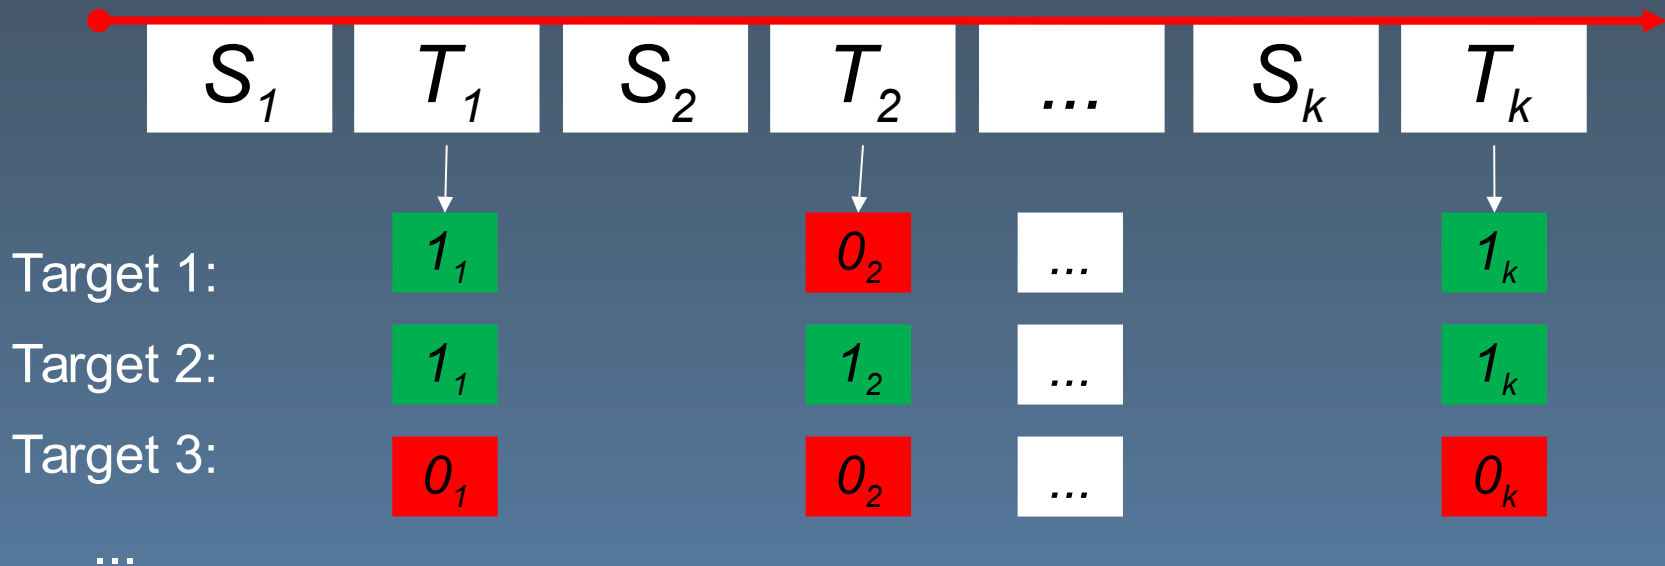 S1 T1 S2 T2 ... Sk Tk
Target 1: 11 02 ... 1k
Target 2: 11 12 ... 1k
Target 3: 01 02 ... 0k
...